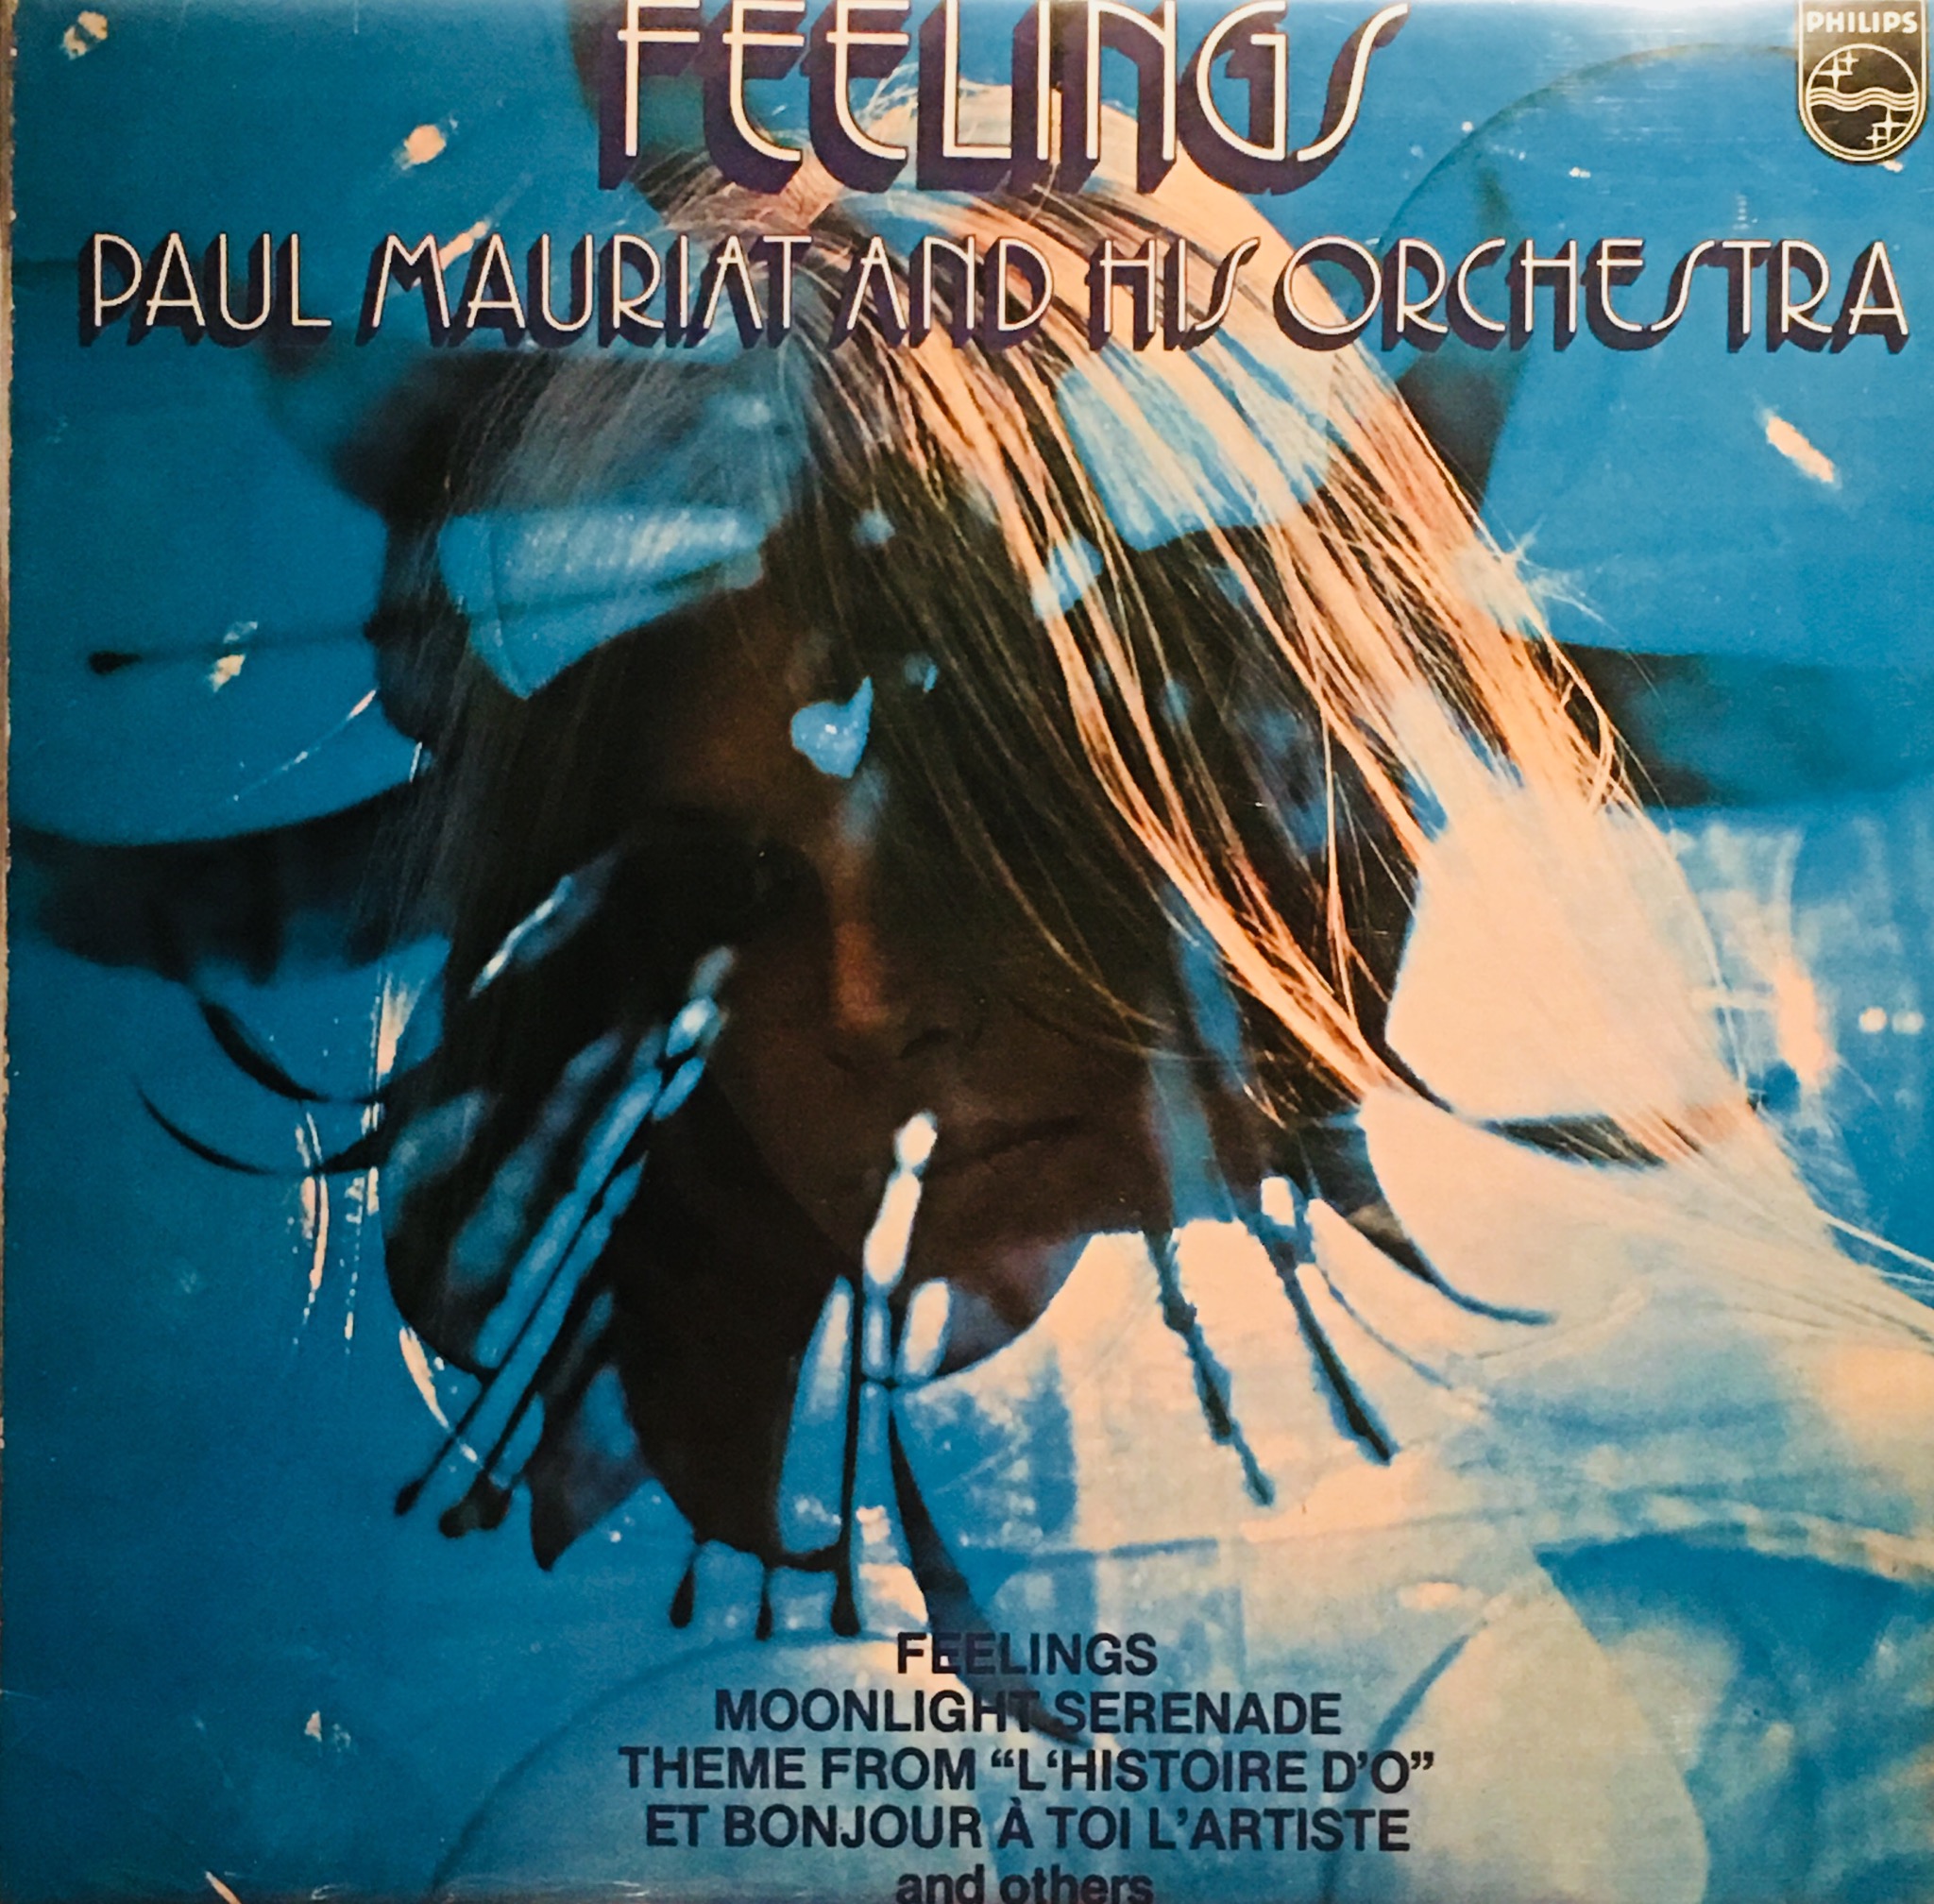 FEELINGS
PHILIPS
PAUL MAURIAT AND HIS ORCHESTRA
FEELINGS
MOONLIGHT SERENADE
THEME FROM “L‘HISTOIRE D’O”
ET BONJOUR À TOI L’ARTISTE
and others